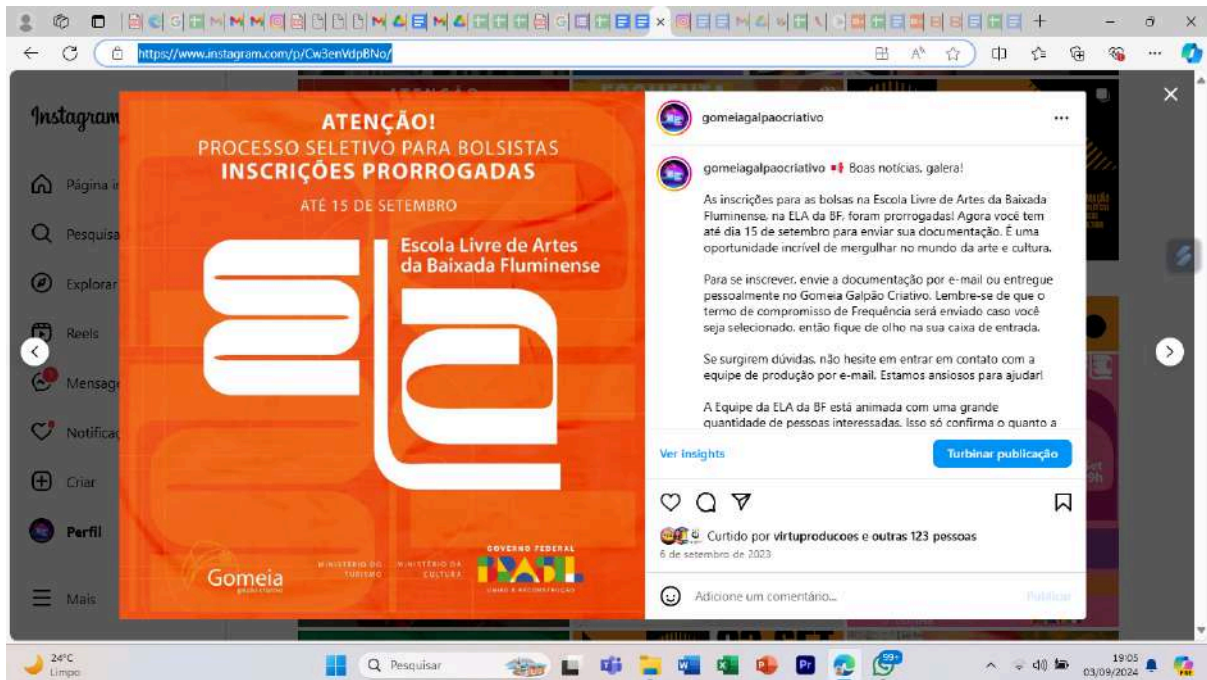 https://www.instagram.com/p/Cw3enVdpBNo/
Instagram
Página
Pesquisa
Explorar
Reels
Mensage
Notificaç
Criar
Perfil
Mais
ATENÇÃO!
PROCESSO SELETIVO PARA BOLSISTAS
INSCRIÇÕES PRORROGADAS
ATÉ 15 DE SETEMBRO
Escola Livre de Artes
da Baixada Fluminense
ELA
Gomeia
galpão criativo
MINISTÉRIO DO
TURISMO
MINISTÉRIO DA
CULTURA
GOVERNO FEDERAL
BRASIL
UNIÃO E RECONSTRUÇÃO
gomeiagalpaocriativo
gomeiagalpaocriativo Boas notícias, galera!
As inscrições para as bolsas na Escola Livre de Artes da Baixada
Fluminense, na ELA da BF, foram prorrogadas! Agora você tem
até dia 15 de setembro para enviar sua documentação. É uma
oportunidade incrível de mergulhar no mundo da arte e cultura.
Para se inscrever, envie a documentação por e-mail ou entregue
pessoalmente no Gomeia Galpão Criativo. Lembre-se de que o
termo de compromisso de Frequência será enviado caso você
seja selecionado, então fique de olho na sua caixa de entrada.
Se surgirem dúvidas, não hesite em entrar em contato com a
equipe de produção por e-mail. Estamos ansiosos para ajudar!
A Equipe da ELA da BF está animada com uma grande
quantidade de pessoas interessadas. Isso só confirma o quanto a
Ver insights
Turbinar publicação
Curtido por virtuproducoes e outras 123 pessoas
6 de setembro de 2023
Adicione um comentário...
Publicar
24°C
Limpo
Pesquisar
99+
19:05
03/09/2024